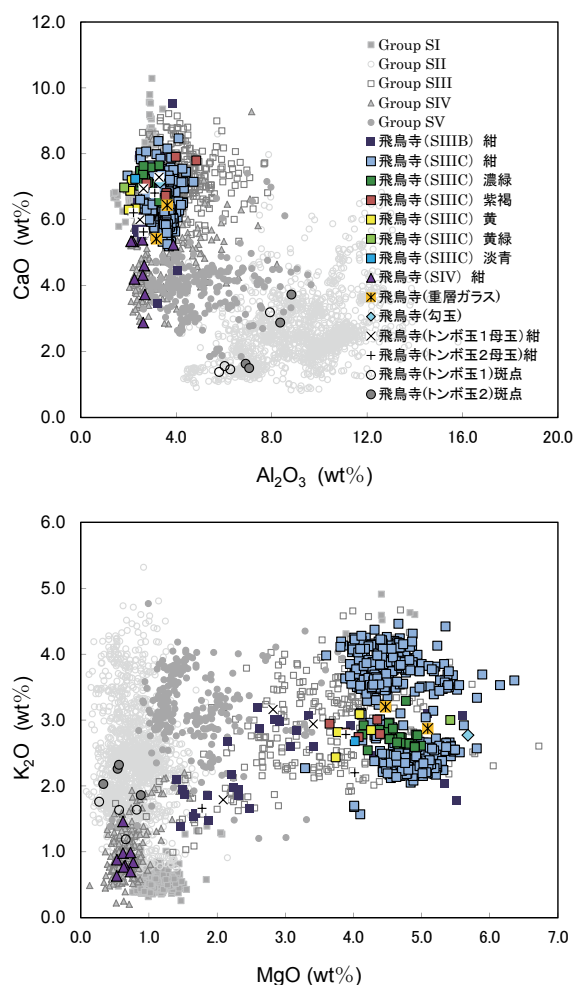 12.0
10.0
8.0
6.0
4.0
2.0
0.0
CaO (wt%)
0.0 4.0 8.0 12.0 16.0 20.0
Al₂O₃ (wt%)
Group SI
Group SII
Group SIII
Group SIV
Group SV
飛鳥寺(SIIIB) 紺
飛鳥寺(SIIIC) 紺
飛鳥寺(SIIIC) 濃緑
飛鳥寺(SIIIC) 紫褐
飛鳥寺(SIIIC) 黄
飛鳥寺(SIIIC) 黄緑
飛鳥寺(SIIIC) 淡青
飛鳥寺(SIV) 紺
飛鳥寺(重層ガラス)
飛鳥寺(勾玉)
飛鳥寺(トンボ玉1母玉)紺
飛鳥寺(トンボ玉2母玉)紺
飛鳥寺(トンボ玉1)斑点
飛鳥寺(トンボ玉2)斑点
6.0
5.0
4.0
3.0
2.0
1.0
0.0
K₂O (wt%)
0.0 1.0 2.0 3.0 4.0 5.0 6.0 7.0
MgO (wt%)